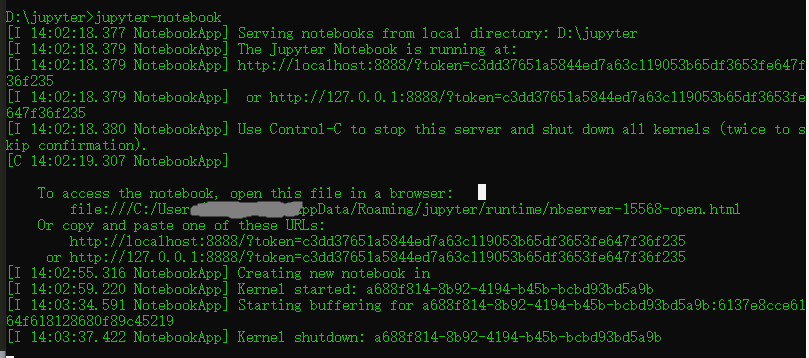 D:\jupyter>jupyter-notebook
[I 14:02:18.377 NotebookApp] Serving notebooks from local directory: D:\jupyter
[I 14:02:18.379 NotebookApp] The Jupyter Notebook is running at:
[I 14:02:18.379 NotebookApp] http://localhost:8888/?token=c3dd37651a5844ed7a63c119053b65df3653fe647f
36f235
[I 14:02:18.379 NotebookApp]  or http://127.0.0.1:8888/?token=c3dd37651a5844ed7a63c119053b65df3653fe
647f36f235
[I 14:02:18.380 NotebookApp] Use Control-C to stop this server and shut down all kernels (twice to s
kip confirmation).
[C 14:02:19.307 NotebookApp]
To access the notebook, open this file in a browser:
file:///C:/User ppData/Roaming/jupyter/runtime/nbserver-15568-open.html
Or copy and paste one of these URLs:
http://localhost:8888/?token=c3dd37651a5844ed7a63c119053b65df3653fe647f36f235
or http://127.0.0.1:8888/?token=c3dd37651a5844ed7a63c119053b65df3653fe647f36f235
[I 14:02:55.316 NotebookApp] Creating new notebook in
[I 14:02:59.220 NotebookApp] Kernel started: a688f814-8b92-4194-b45b-bcbd93bd5a9b
[I 14:03:34.591 NotebookApp] Starting buffering for a688f814-8b92-4194-b45b-bcbd93bd5a9b:6137e8cce61
64f618128680f89c45219
[I 14:03:37.422 NotebookApp] Kernel shutdown: a688f814-8b92-4194-b45b-bcbd93bd5a9b